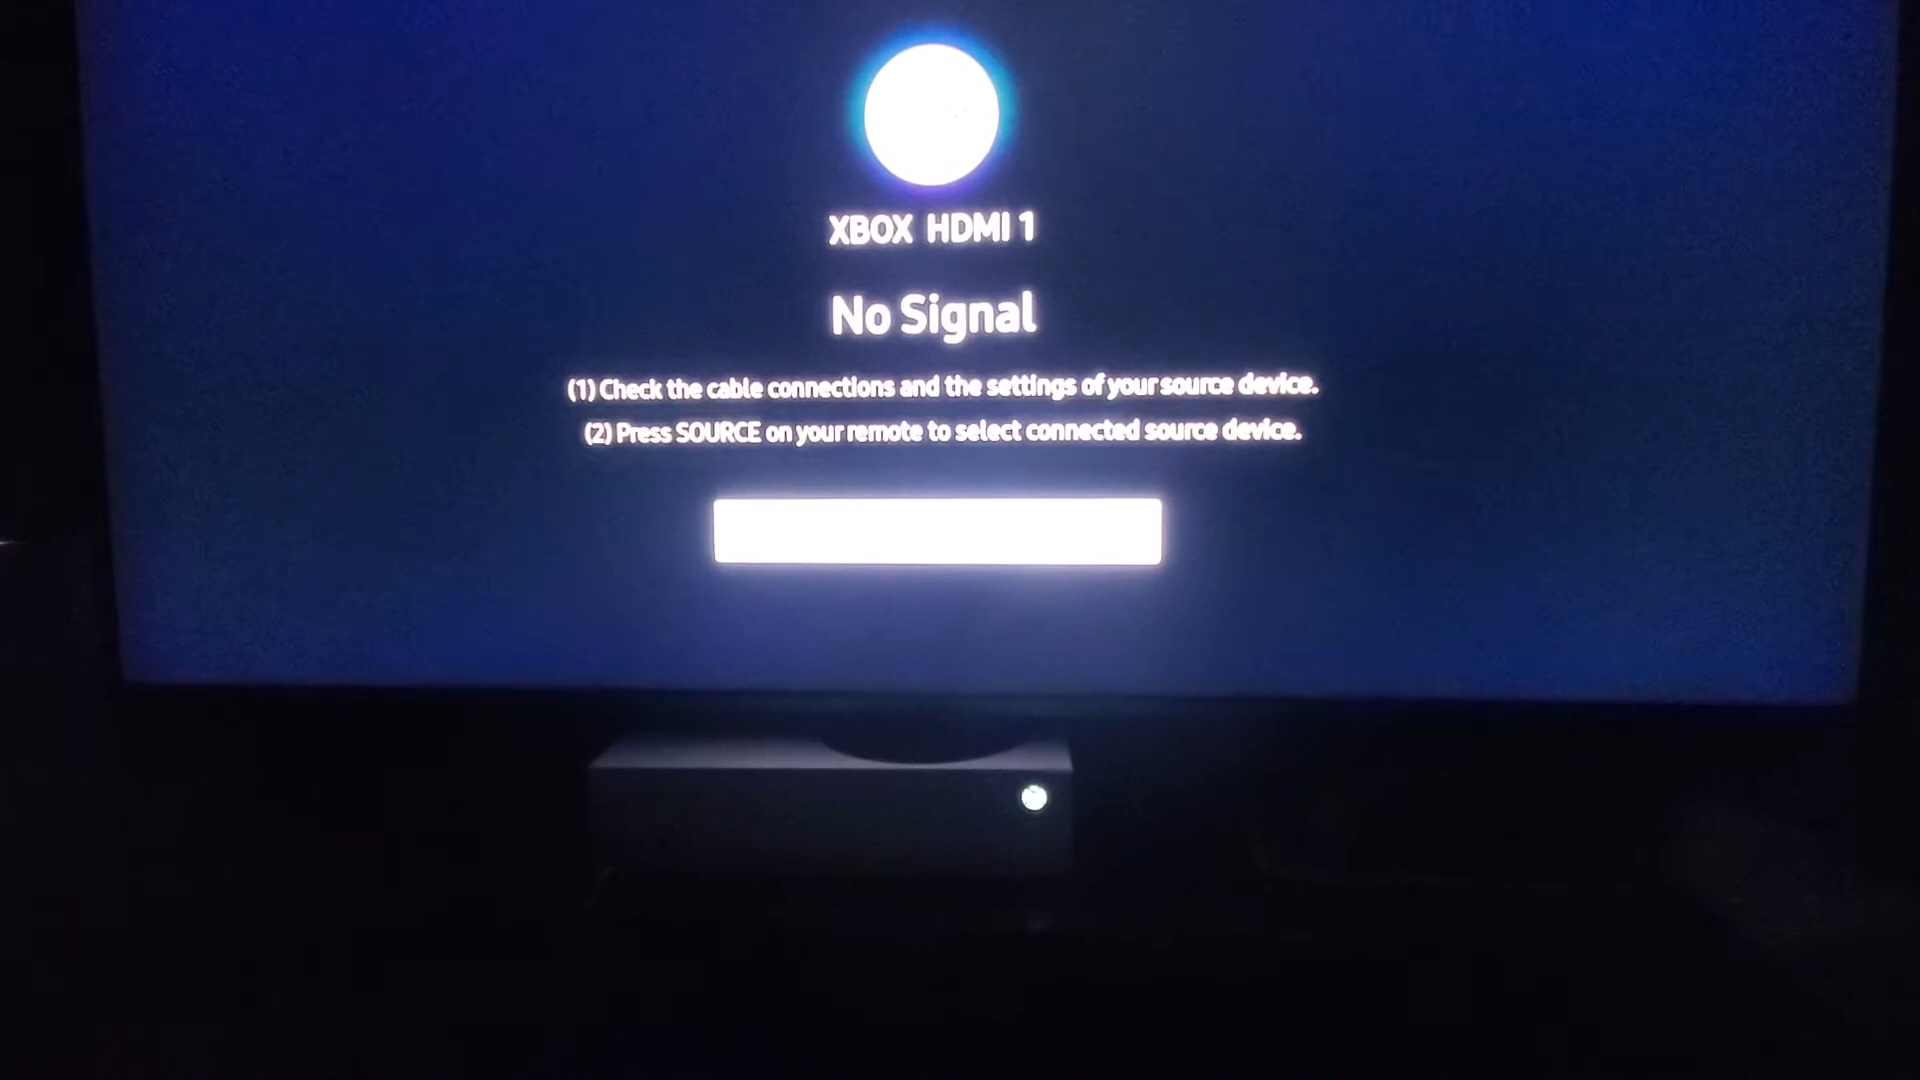 XBOX HDMI 1
No Signal
(1) Check the cable connections and the settings of your source device.
(2) Press SOURCE on your remote to select connected source device.